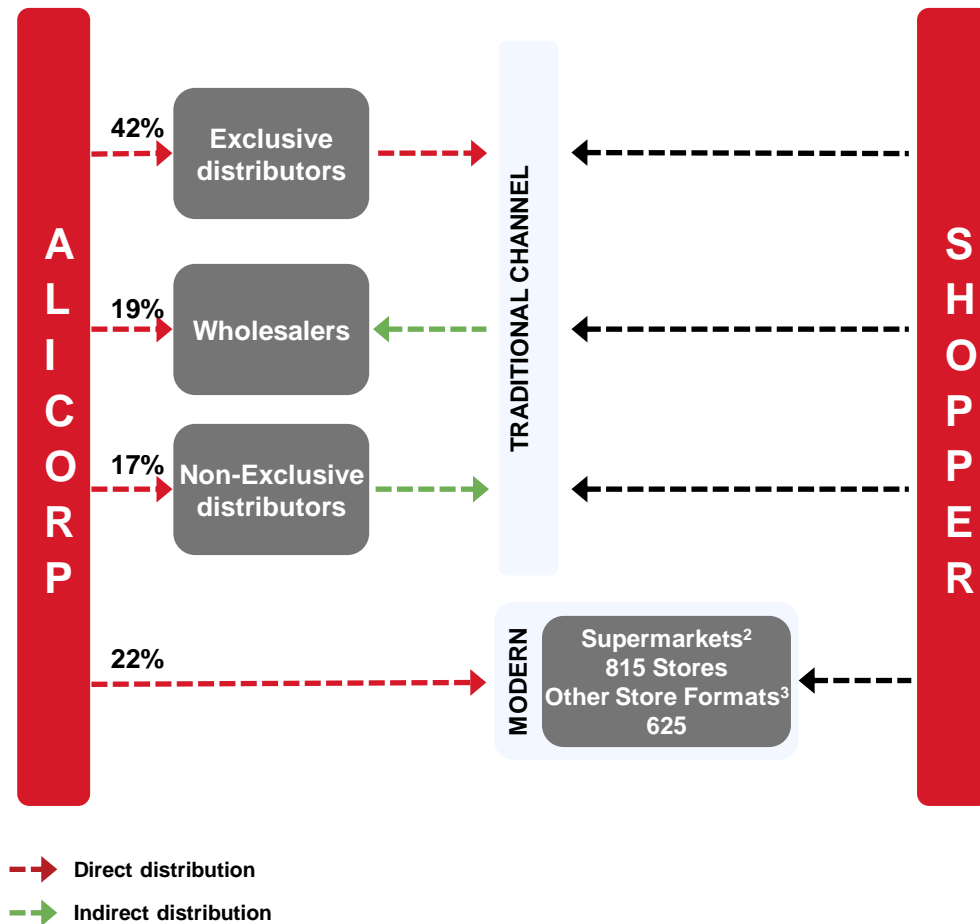 ALICORP
42%
Exclusive
distributors
19%
Wholesalers
17%
Non-Exclusive
distributors
22%
TRADITIONAL CHANNEL
MODERN
Supermarkets²
815 Stores
Other Store Formats³
625
SHOPPER
Direct distribution
Indirect distribution